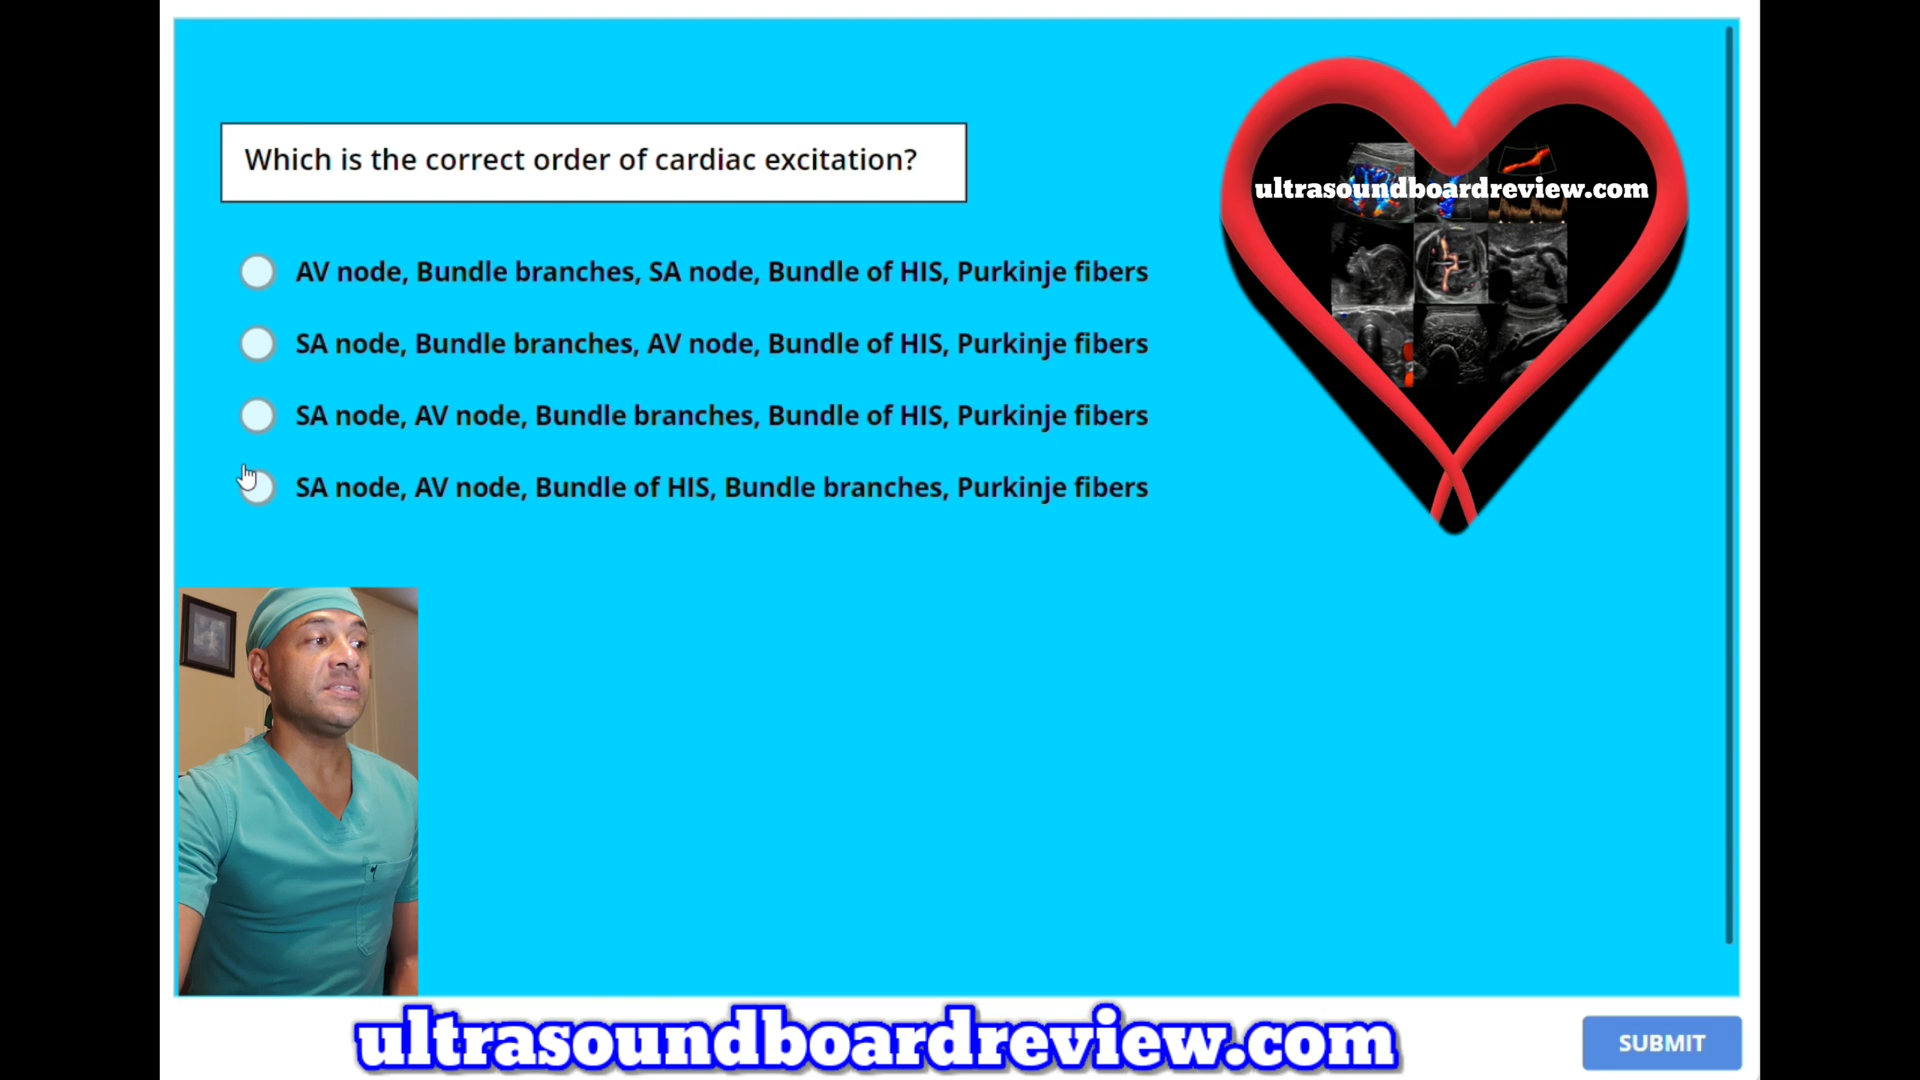 Which is the correct order of cardiac excitation?
ultrasoundboardreview.com
AV node, Bundle branches, SA node, Bundle of HIS, Purkinje fibers
SA node, Bundle branches, AV node, Bundle of HIS, Purkinje fibers
SA node, AV node, Bundle branches, Bundle of HIS, Purkinje fibers
SA node, AV node, Bundle of HIS, Bundle branches, Purkinje fibers
ultrasoundboardreview.com
SUBMIT